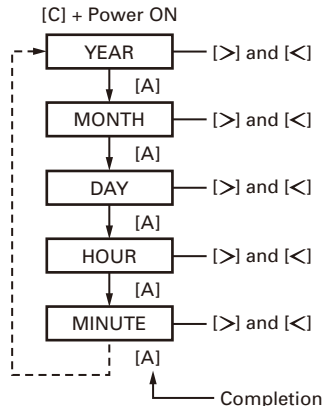 [C] + Power ON
YEAR [>] and [<]
[A]
MONTH [>] and [<]
[A]
DAY [>] and [<]
[A]
HOUR [>] and [<]
[A]
MINUTE [>] and [<]
[A]
Completion